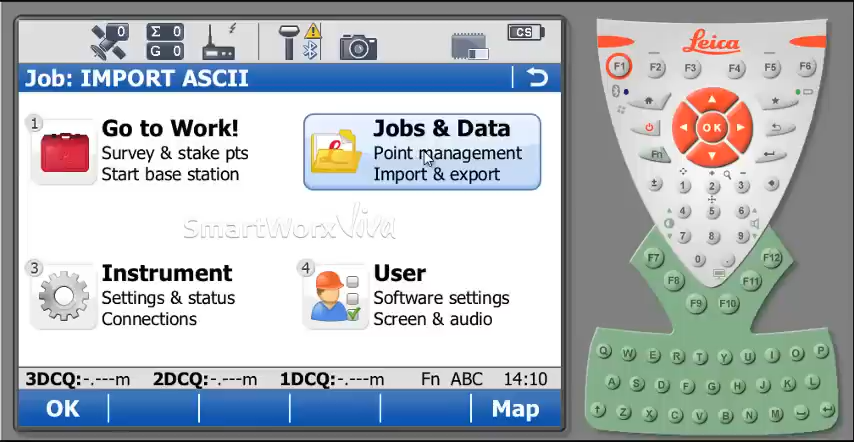 0
Σ 0
G 0
CS
Job: IMPORT ASCII
1
Go to Work!
Survey & stake pts
Start base station
Jobs & Data
Point management
Import & export
SmartWorx Viva
3
Instrument
Settings & status
Connections
4
User
Software settings
Screen & audio
3DCQ:-.---m 2DCQ:-.---m 1DCQ:-.---m Fn ABC 14:10
OK Map
Leica
F1 F2 F3 F4 F5 F6
OK
Fn
1 2 3
4 5 6
7 8 9
0
F7 F12
F8 F11
F9 F10
Q W E R T Y U I O P
A S D F G H J K L
Z X C V B N M